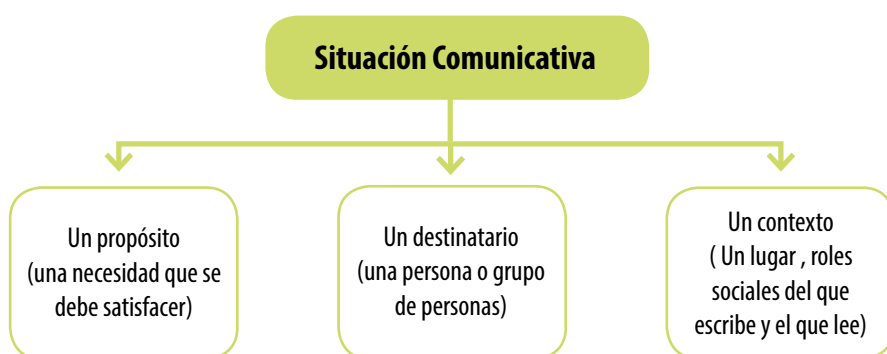 Situación Comunicativa
Un propósito
(una necesidad que se
debe satisfacer)
Un destinatario
(una persona o grupo
de personas)
Un contexto
( Un lugar , roles
sociales del que
escribe y el que lee)